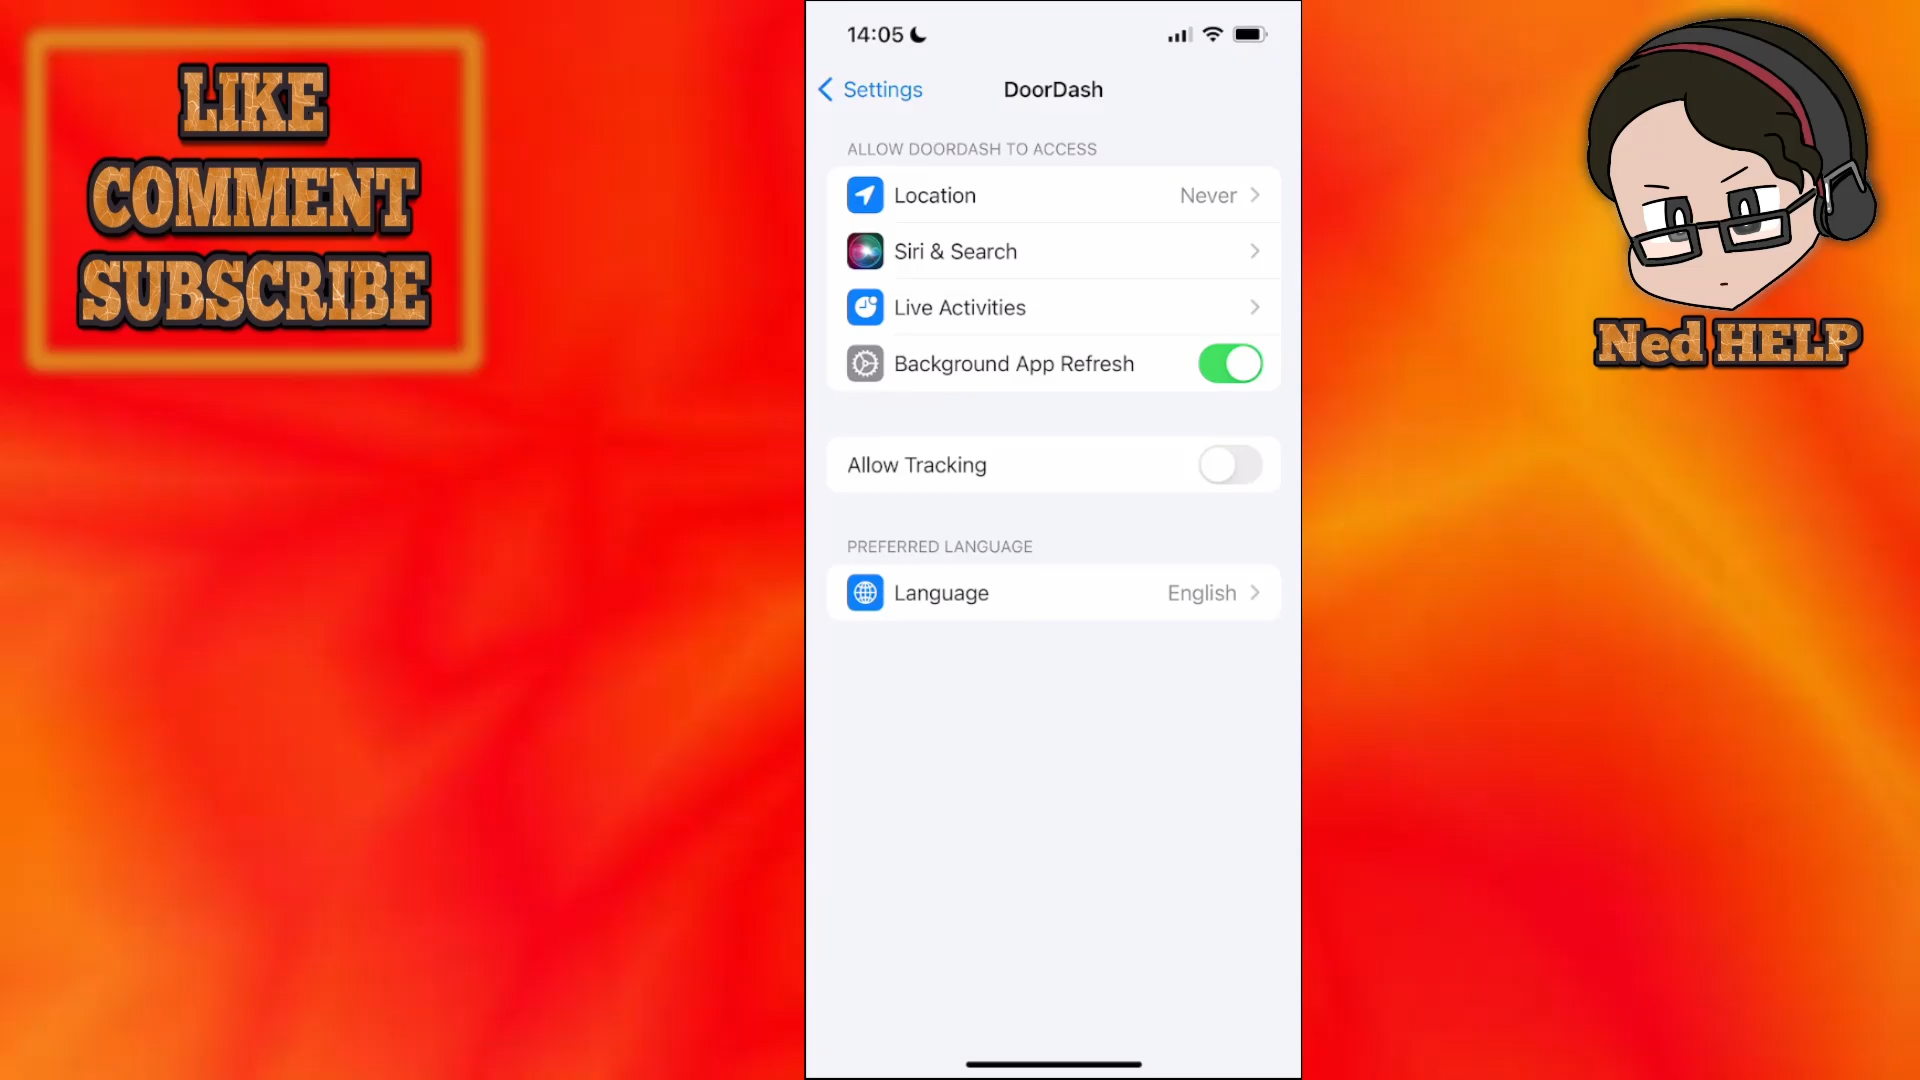 LIKE
COMMENT
SUBSCRIBE
14:05
Settings
DoorDash
ALLOW DOORDASH TO ACCESS
Location Never
Siri & Search
Live Activities
Background App Refresh
Allow Tracking
PREFERRED LANGUAGE
Language English
Ned HELP